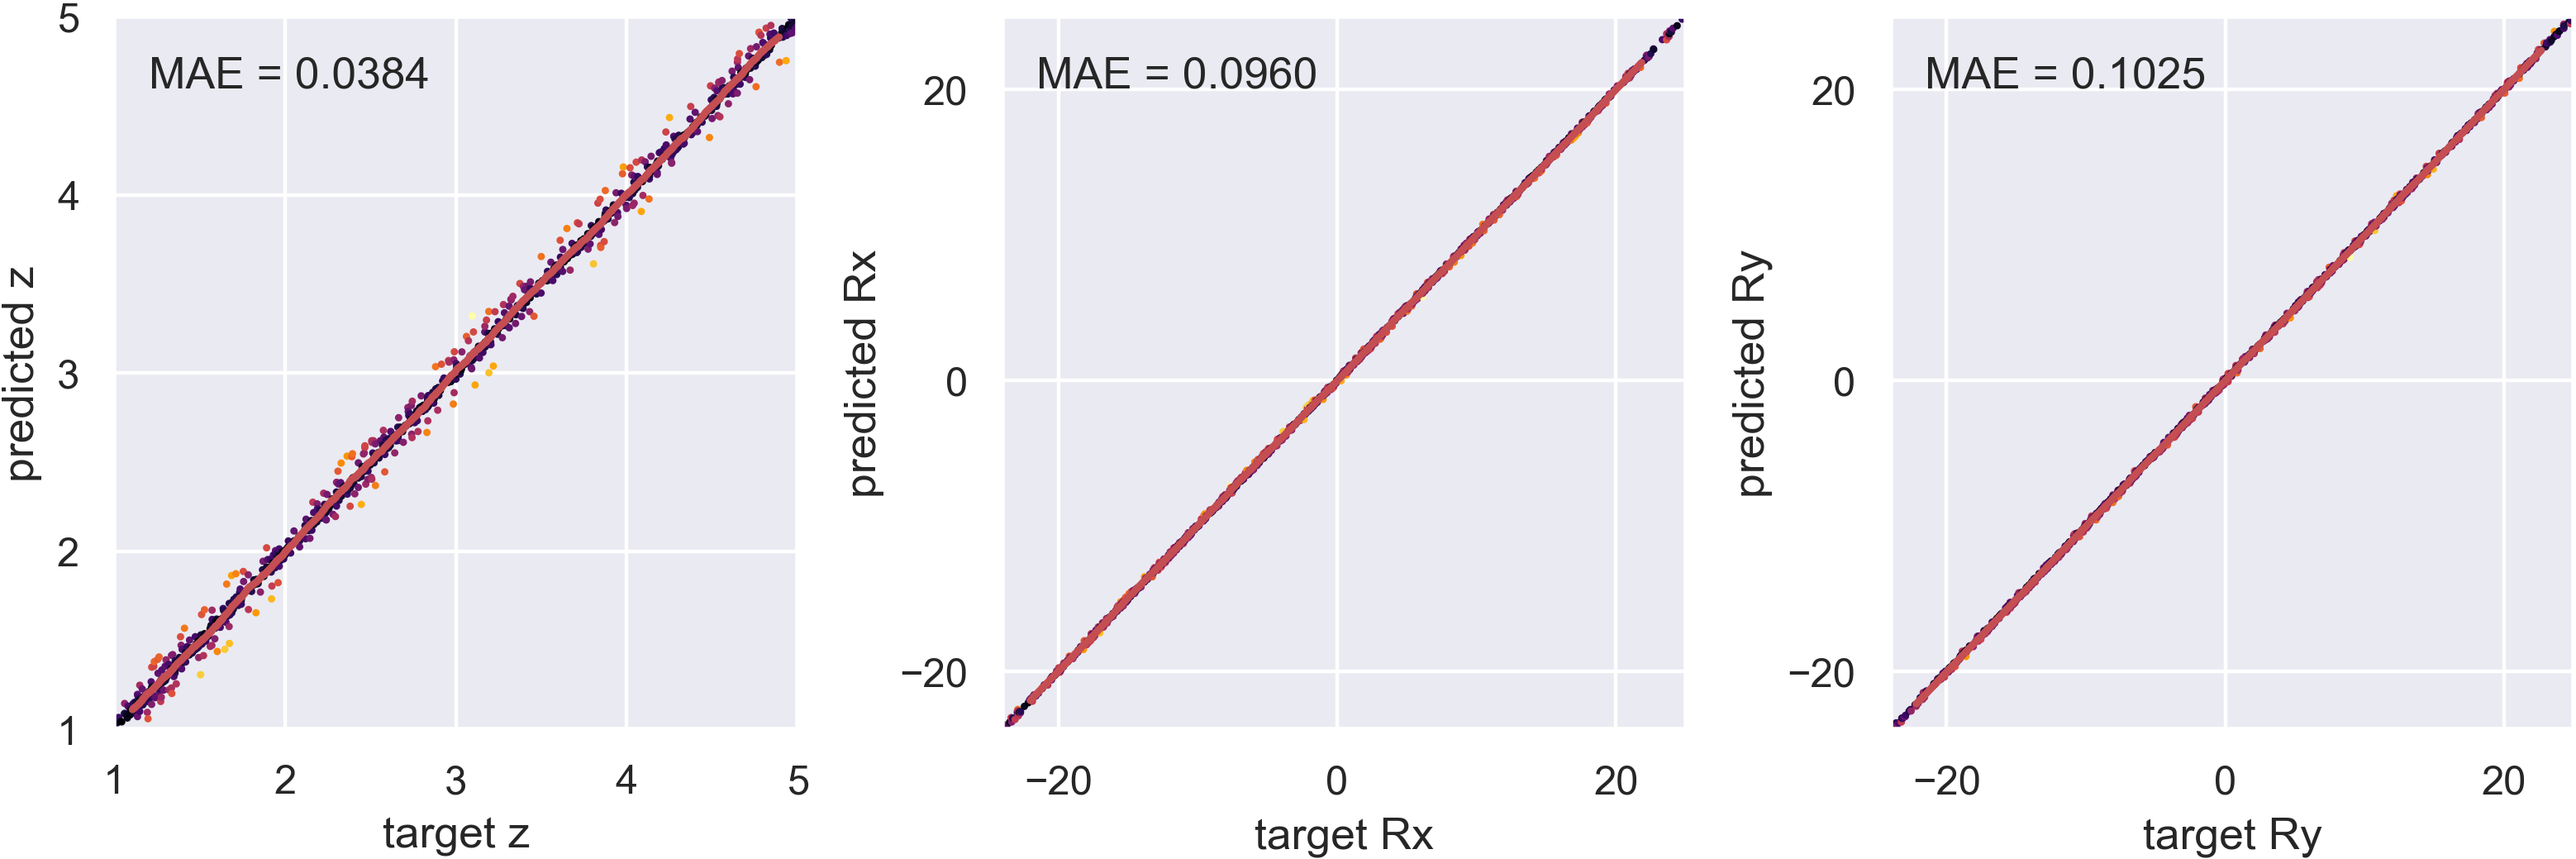 MAE = 0.0384
5
4
3
2
1
1 2 3 4 5
predicted z
target z
MAE = 0.0960
20
0
−20
−20 0 20
predicted Rx
target Rx
MAE = 0.1025
20
0
−20
−20 0 20
predicted Ry
target Ry